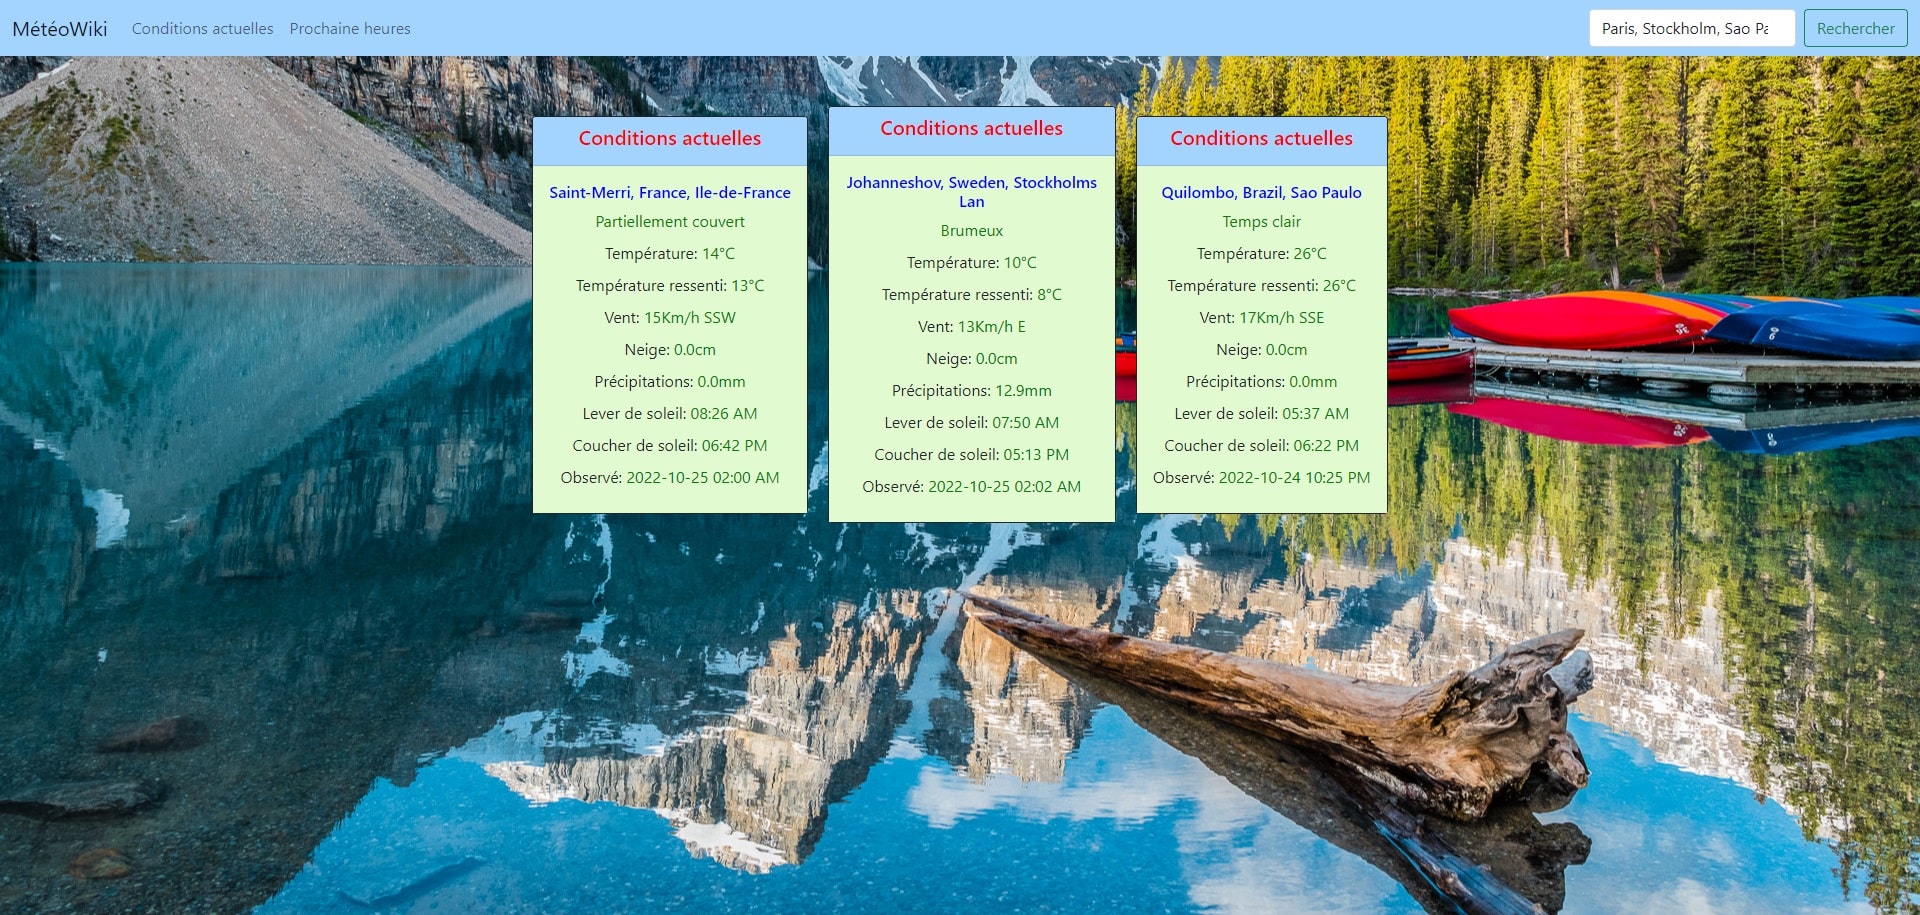 MétéoWiki
Conditions actuelles
Prochaine heures
Paris, Stockholm, Sao Pa
Rechercher
Conditions actuelles
Saint-Merri, France, Ile-de-France
Partiellement couvert
Température: 14°C
Température ressenti: 13°C
Vent: 15Km/h SSW
Neige: 0.0cm
Précipitations: 0.0mm
Lever de soleil: 08:26 AM
Coucher de soleil: 06:42 PM
Observé: 2022-10-25 02:00 AM
Conditions actuelles
Johanneshov, Sweden, Stockholms
Lan
Brumeux
Température: 10°C
Température ressenti: 8°C
Vent: 13Km/h E
Neige: 0.0cm
Précipitations: 12.9mm
Lever de soleil: 07:50 AM
Coucher de soleil: 05:13 PM
Observé: 2022-10-25 02:02 AM
Conditions actuelles
Quilombo, Brazil, Sao Paulo
Temps clair
Température: 26°C
Température ressenti: 26°C
Vent: 17Km/h SSE
Neige: 0.0cm
Précipitations: 0.0mm
Lever de soleil: 05:37 AM
Coucher de soleil: 06:22 PM
Observé: 2022-10-24 10:25 PM